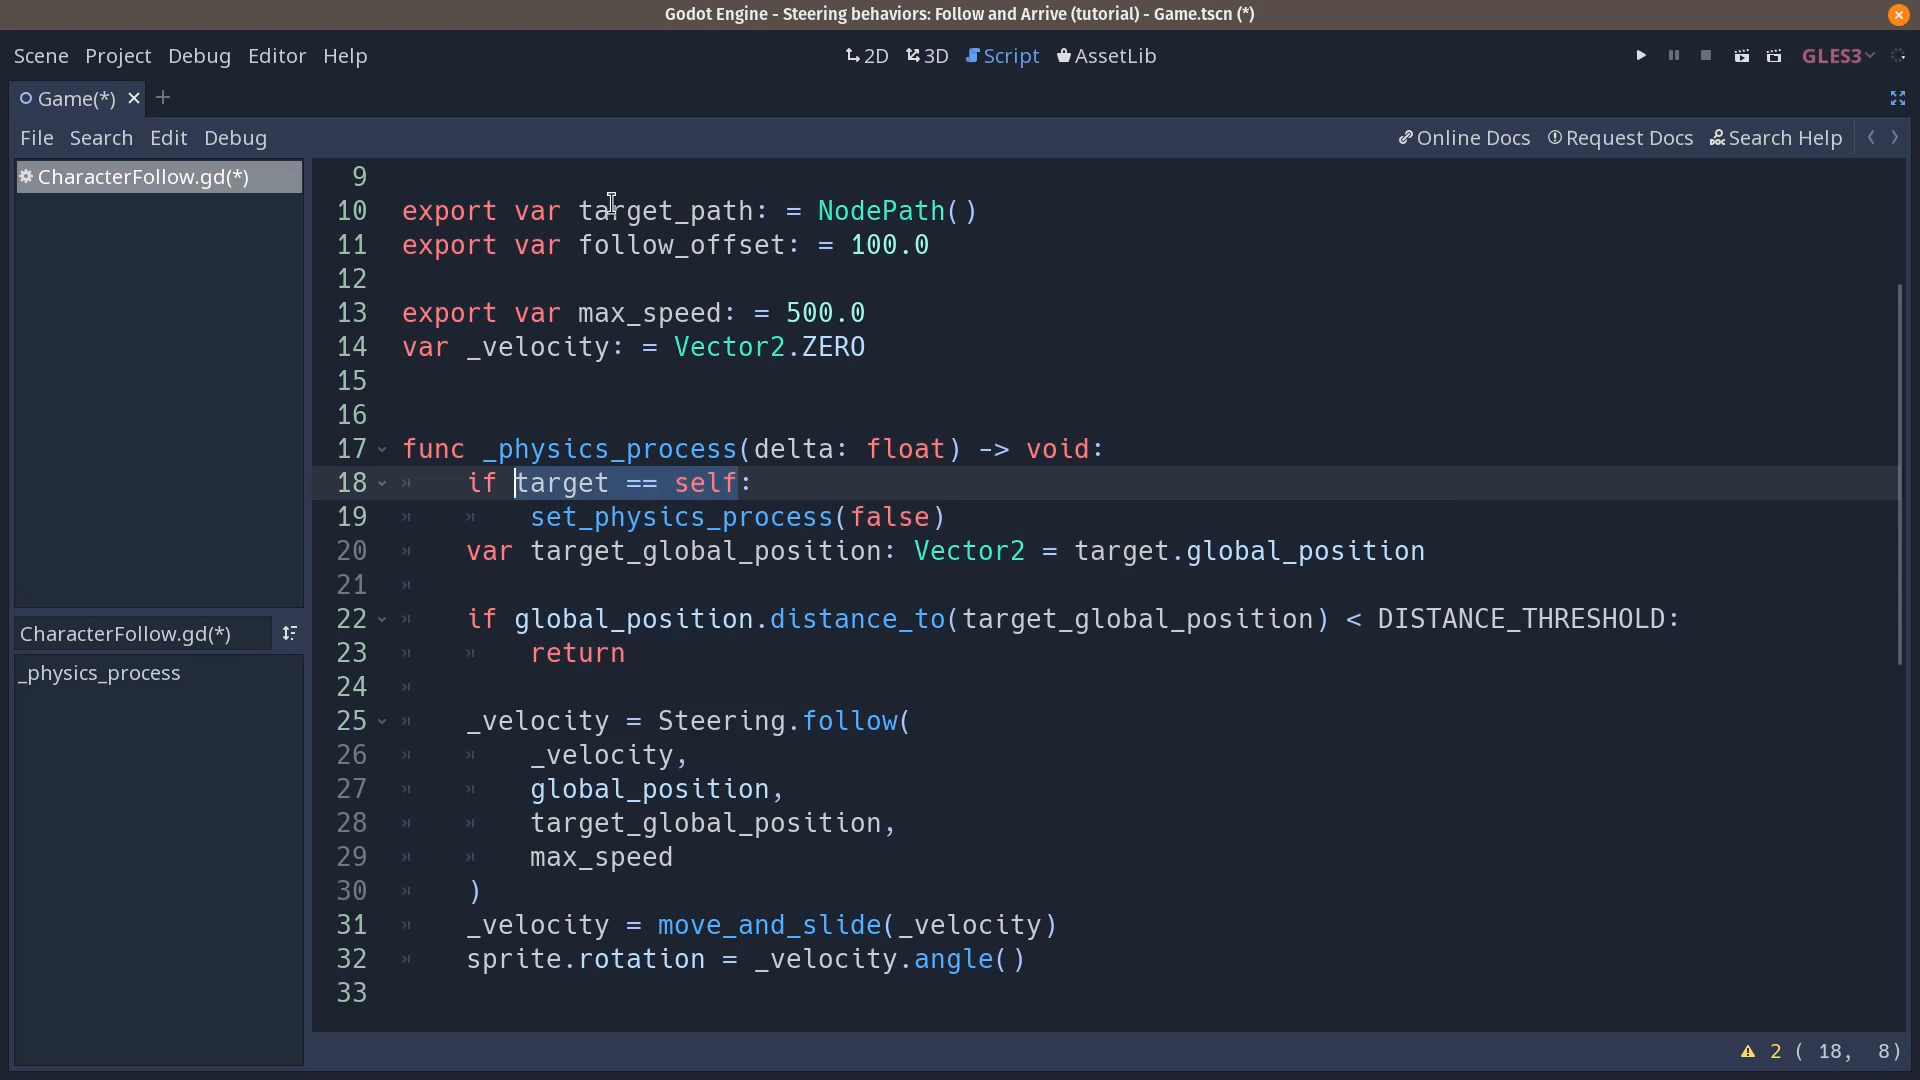 Godot Engine - Steering behaviors: Follow and Arrive (tutorial) - Game.tscn (*)
Scene Project Debug Editor Help 2D 3D Script AssetLib GLES3
Game(*)
File Search Edit Debug Online Docs Request Docs Search Help
CharacterFollow.gd(*)
CharacterFollow.gd(*)
_physics_process
9
10 export var target_path: = NodePath()
11 export var follow_offset: = 100.0
12
13 export var max_speed: = 500.0
14 var _velocity: = Vector2.ZERO
15
16
17 func _physics_process(delta: float) -> void:
18 if target == self:
19 set_physics_process(false)
20 var target_global_position: Vector2 = target.global_position
21
22 if global_position.distance_to(target_global_position) < DISTANCE_THRESHOLD:
23 return
24
25 _velocity = Steering.follow(
26 _velocity,
27 global_position,
28 target_global_position,
29 max_speed
30 )
31 _velocity = move_and_slide(_velocity)
32 sprite.rotation = _velocity.angle()
33
2 ( 18, 8)